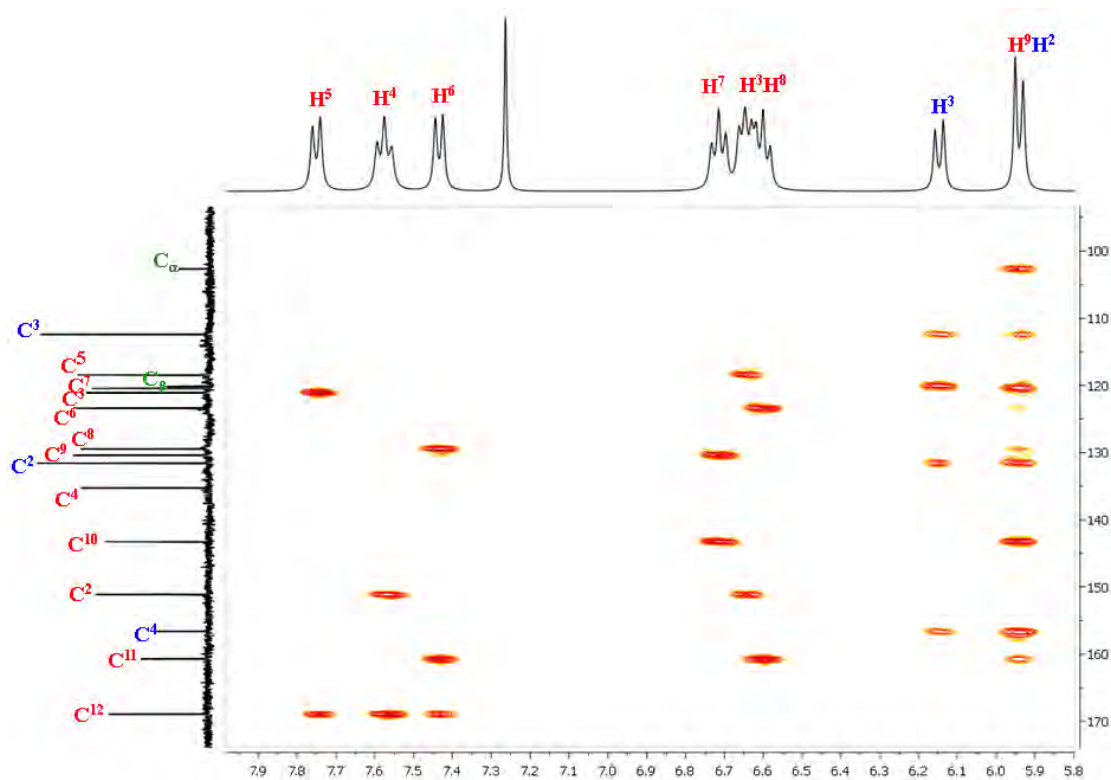 H⁹H²
H⁵
H⁴
H⁶
H⁷
H³H⁸
H³
Cα
C³
C⁵
C⁷
Cβ
C³
C⁶
C⁸
C⁹
C²
C⁴
C¹⁰
C²
C⁴
C¹¹
C¹²
100
110
120
130
140
150
160
170
7.9 7.8 7.7 7.6 7.5 7.4 7.3 7.2 7.1 7.0 6.9 6.8 6.7 6.6 6.5 6.4 6.3 6.2 6.1 6.0 5.9 5.8